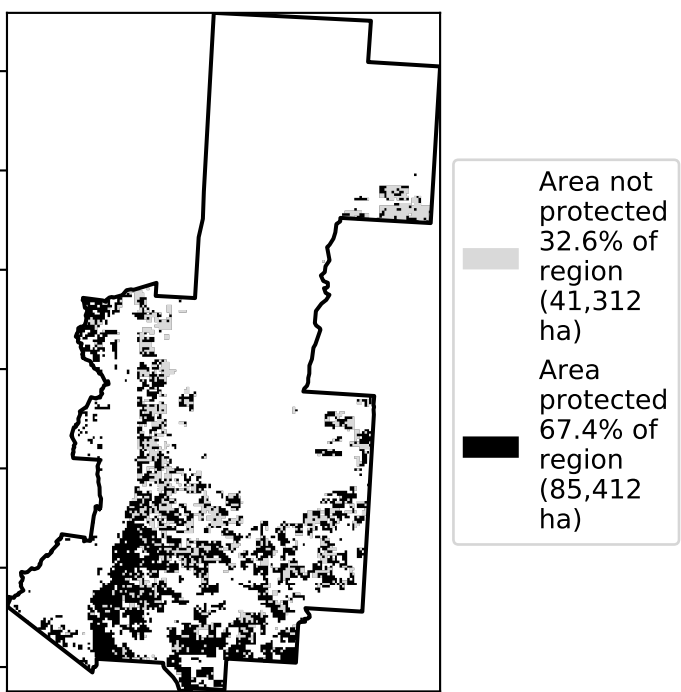 Area not
protected
32.6% of
region
(41,312
ha)
Area
protected
67.4% of
region
(85,412
ha)